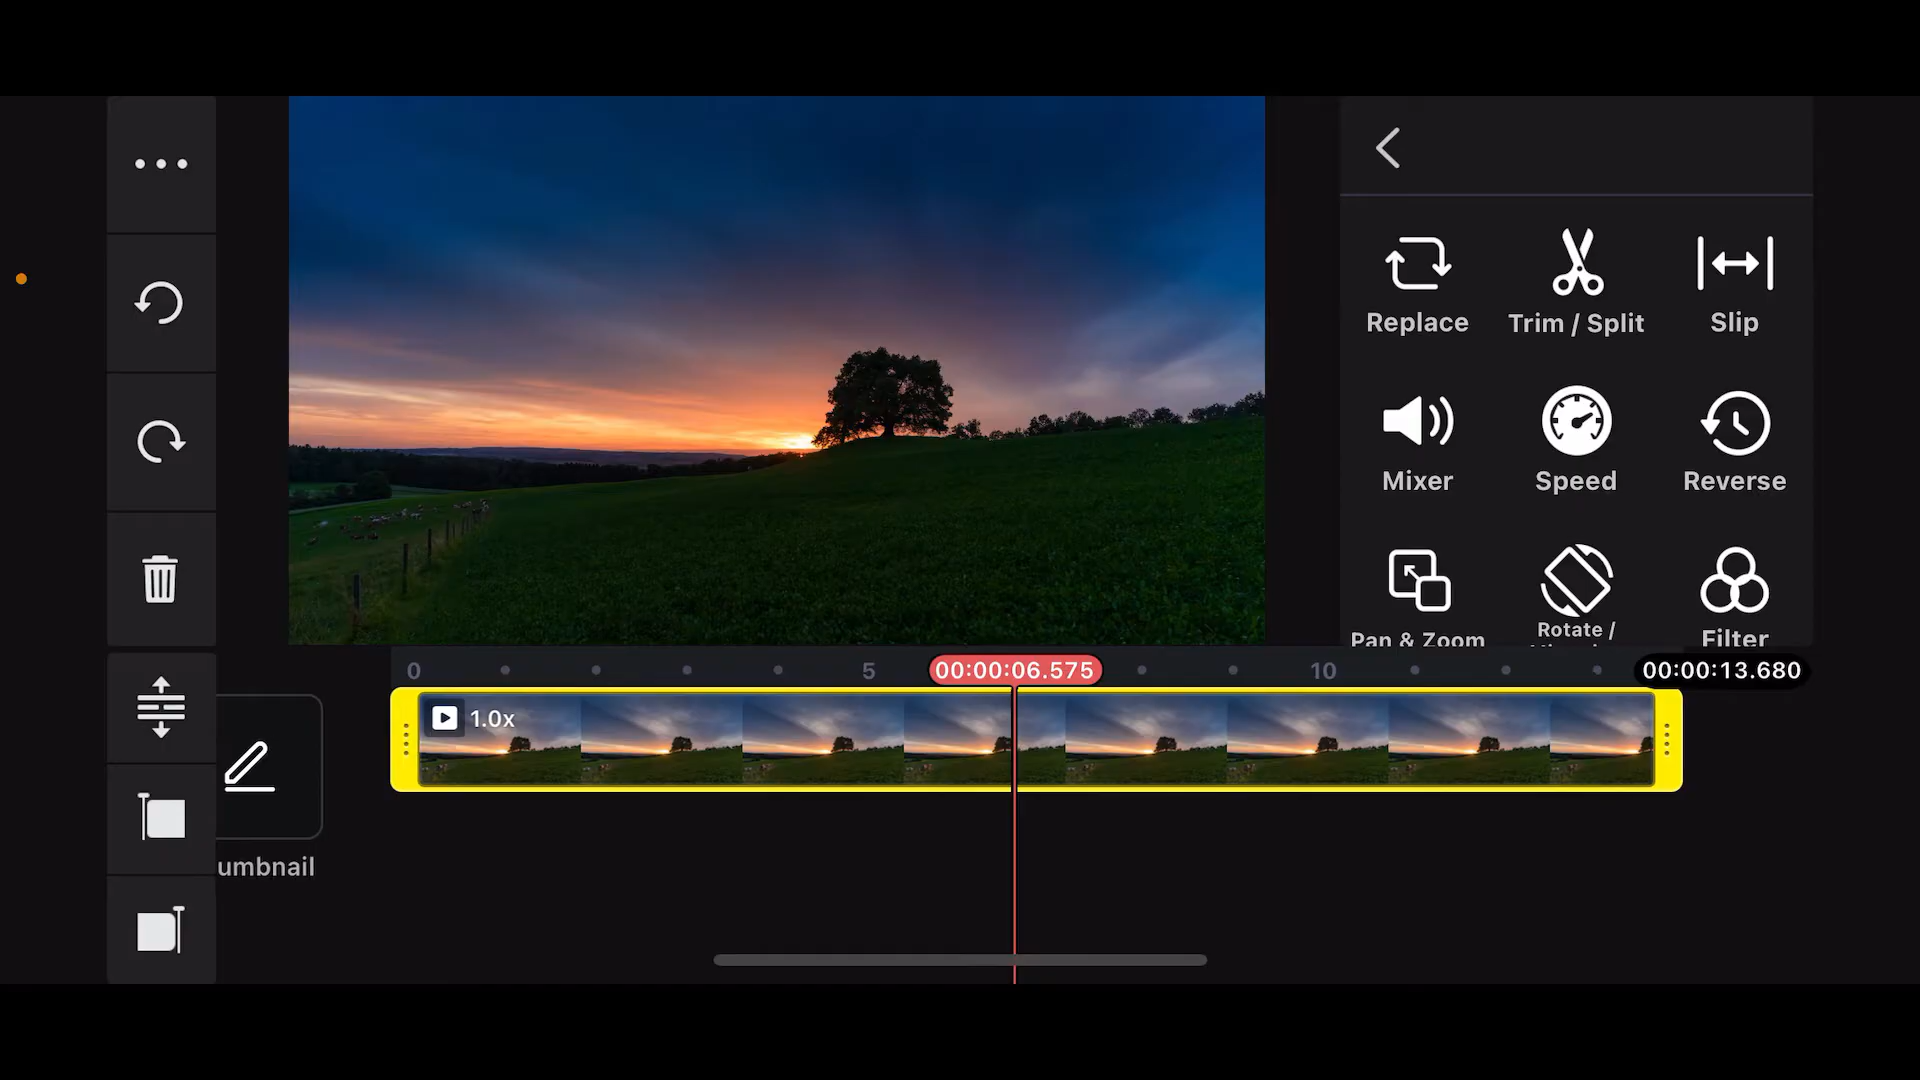 Replace
Trim / Split
Slip
Mixer
Speed
Reverse
Pan & Zoom
Rotate /
Filter
0
5
00:00:06.575
10
00:00:13.680
1.0x
umbnail